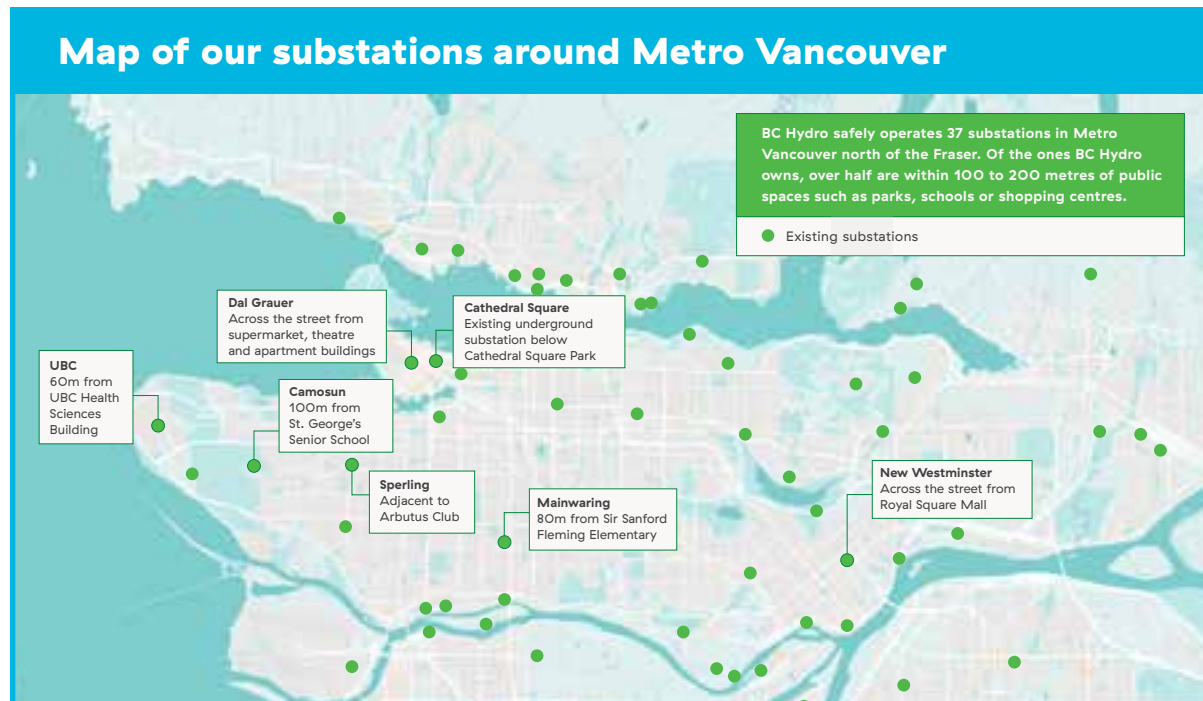 Map of our substations around Metro Vancouver
BC Hydro safely operates 37 substations in Metro
Vancouver north of the Fraser. Of the ones BC Hydro
owns, over half are within 100 to 200 metres of public
spaces such as parks, schools or shopping centres.
Existing substations
Dal Grauer
Across the street from
supermarket, theatre
and apartment buildings
Cathedral Square
Existing underground
substation below
Cathedral Square Park
UBC
60m from
UBC Health
Sciences
Building
Camosun
100m from
St. George's
Senior School
Sperling
Adjacent to
Arbutus Club
Mainwaring
80m from Sir Sanford
Fleming Elementary
New Westminster
Across the street from
Royal Square Mall